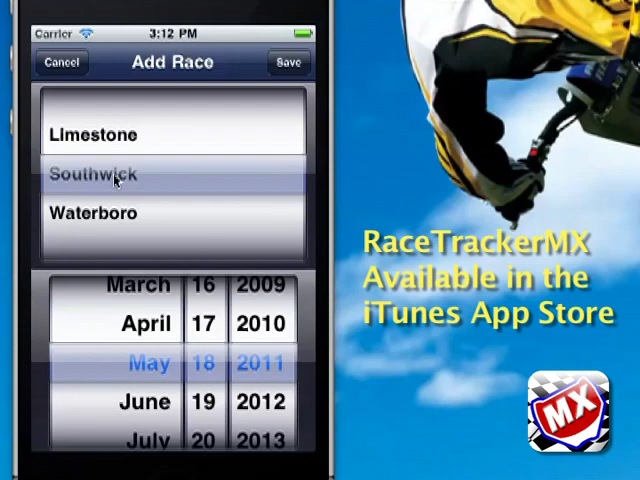 Carrier 3:12 PM
Cancel Add Race Save
Limestone
Southwick
Waterboro
March 16 2009
April 17 2010
May 18 2011
June 19 2012
July 20 2013
RaceTrackerMX
Available in the
iTunes App Store
MX